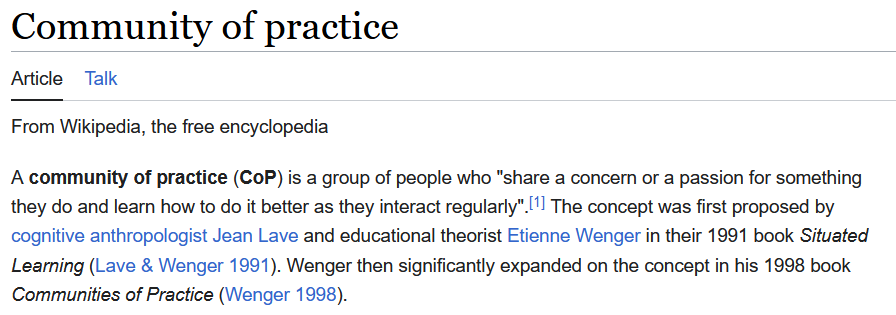 Community of practice
Article Talk
From Wikipedia, the free encyclopedia
A community of practice (CoP) is a group of people who "share a concern or a passion for something
they do and learn how to do it better as they interact regularly".[1] The concept was first proposed by
cognitive anthropologist Jean Lave and educational theorist Etienne Wenger in their 1991 book Situated
Learning (Lave & Wenger 1991). Wenger then significantly expanded on the concept in his 1998 book
Communities of Practice (Wenger 1998).